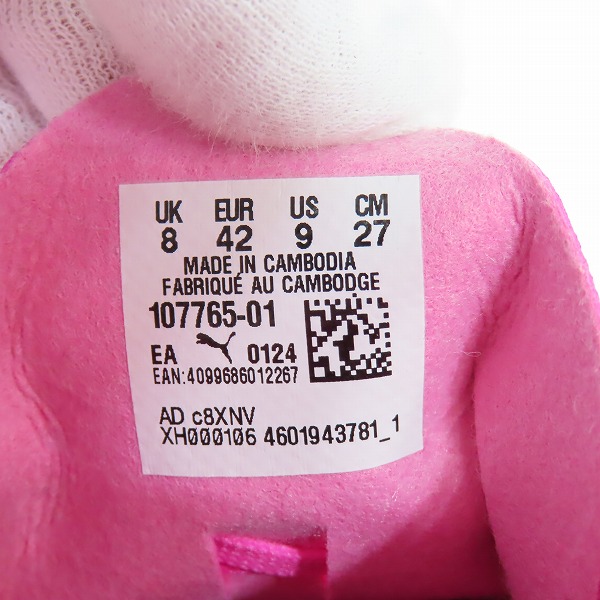 UK EUR US CM
8 42 9 27
MADE IN CAMBODIA
FABRIQUÉ AU CAMBODGE
107765-01
EA 0124
EAN:4099686012267
AD c8XNV
XH000106 4601943781_1